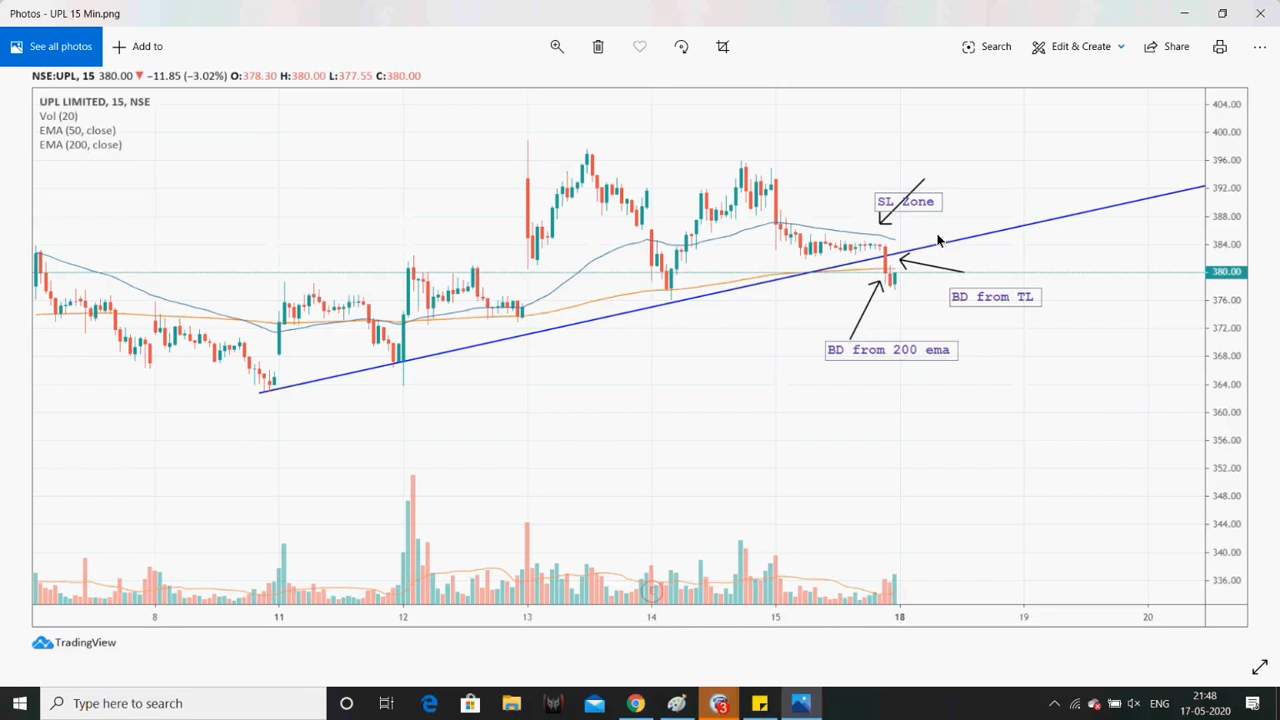 Photos - UPL 15 Min.png
See all photos
Add to
Search
Edit & Create
Share
NSE:UPL, 15 380.00 ▼ −11.85 (−3.02%) O:378.30 H:380.00 L:377.55 C:380.00
UPL LIMITED, 15, NSE
Vol (20)
EMA (50, close)
EMA (200, close)
404.00
400.00
396.00
392.00
388.00
384.00
380.00
376.00
372.00
368.00
364.00
360.00
356.00
352.00
348.00
344.00
340.00
336.00
SL Zone
BD from TL
BD from 200 ema
8 11 12 13 14 15 18 19 20
TradingView
Type here to search
3
ENG
21:48
17-05-2020